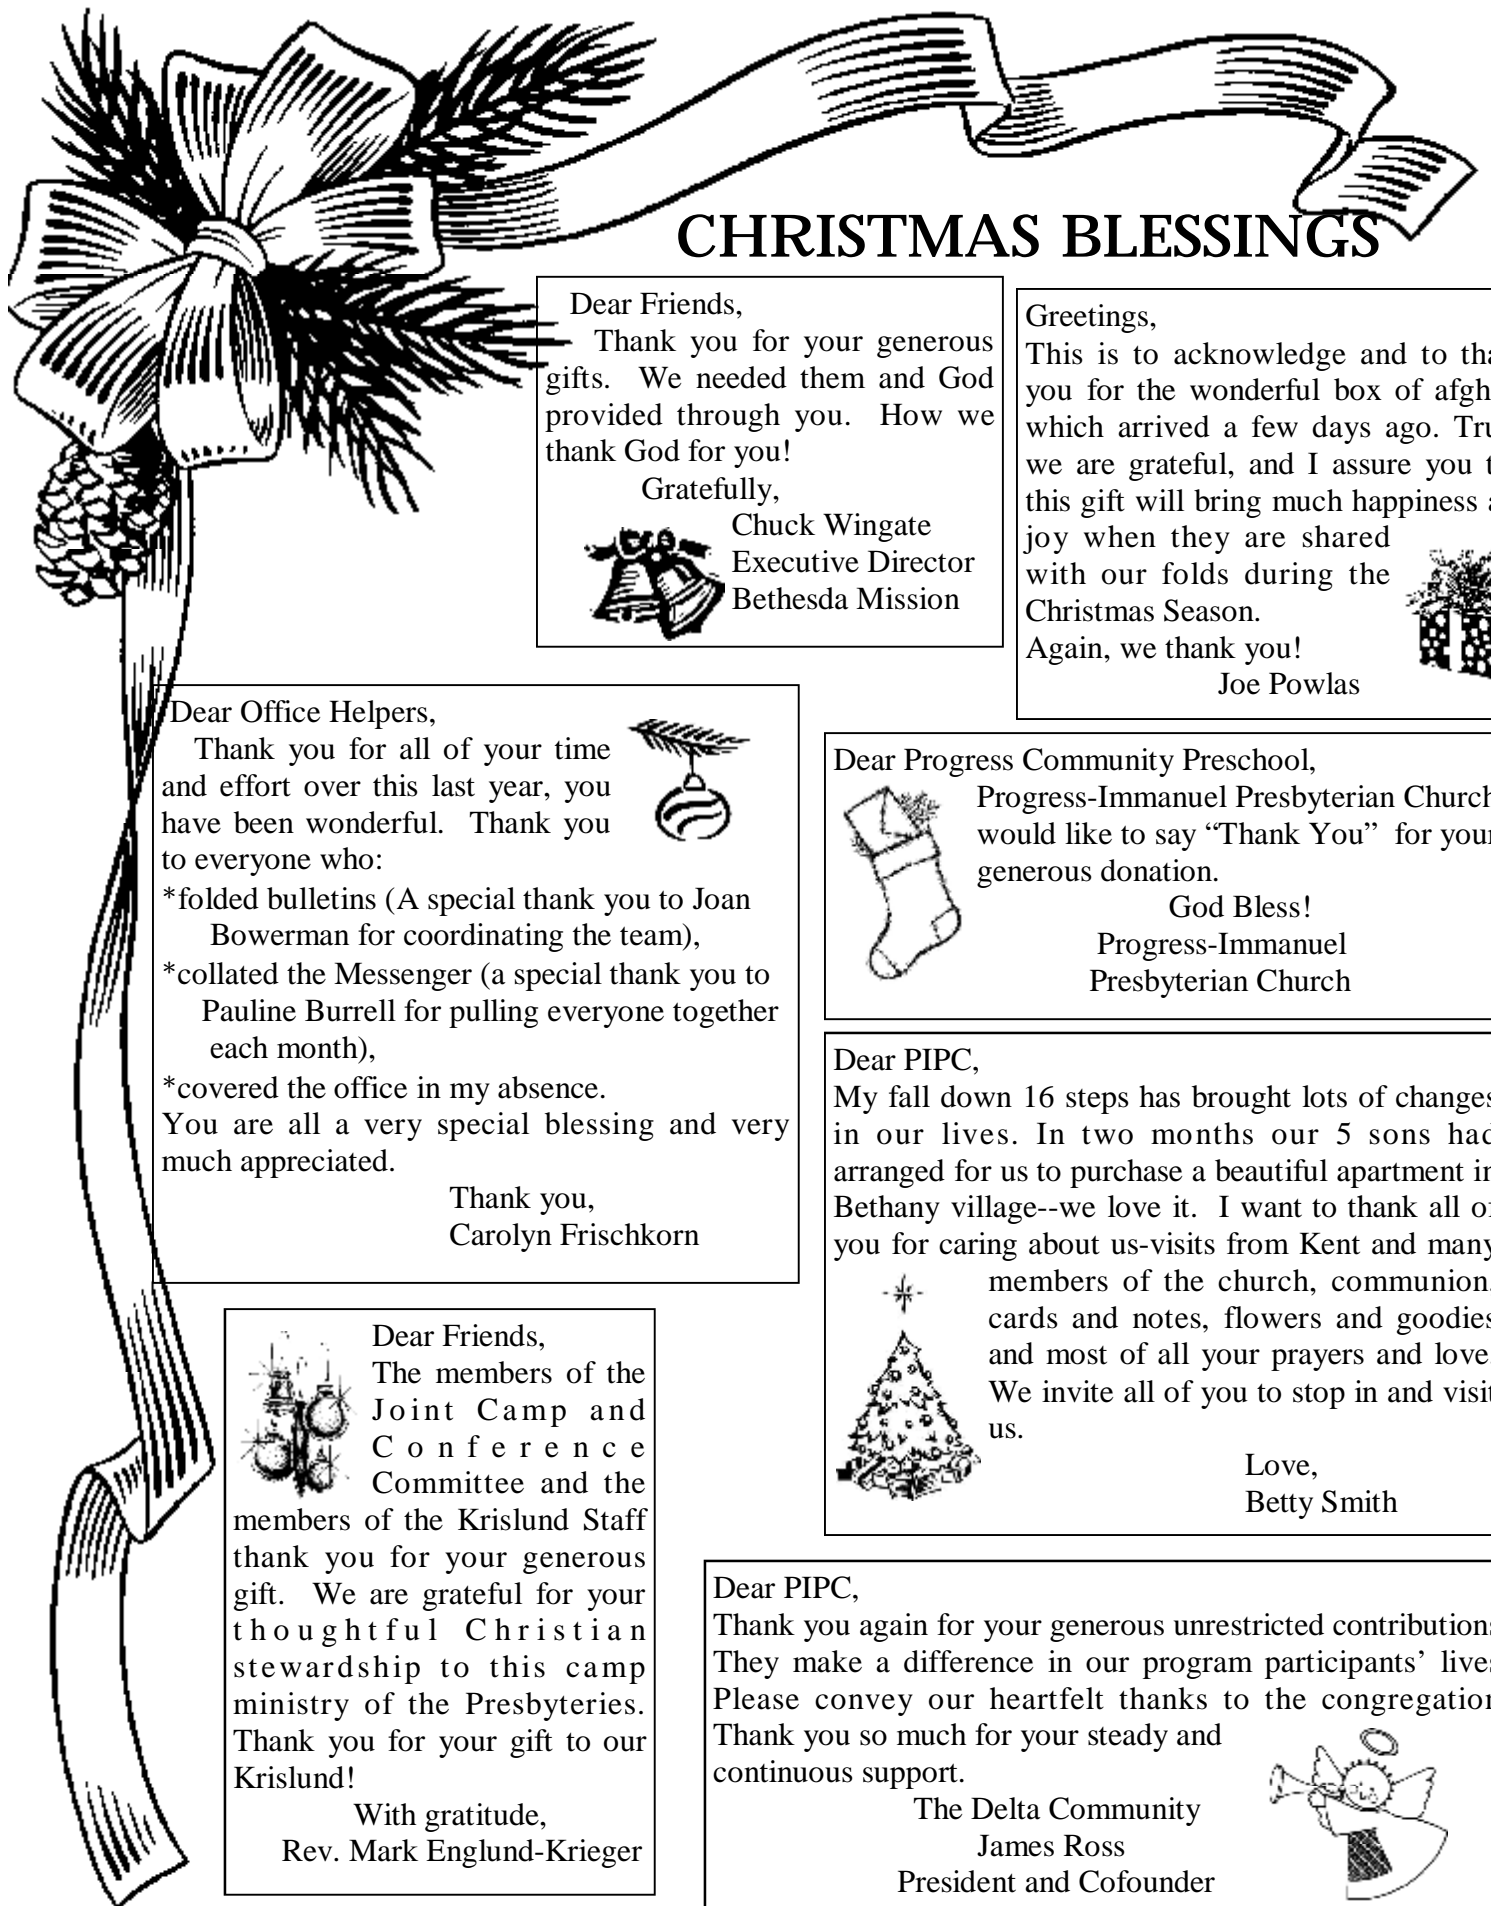 CHRISTMAS BLESSINGS
Dear Friends,
Thank you for your generous
gifts. We needed them and God
provided through you. How we
thank God for you!
Gratefully,
Chuck Wingate
Executive Director
Bethesda Mission
Greetings,
This is to acknowledge and to
you for the wonderful box of
which arrived a few days ago.
we are grateful, and I assure you
this gift will bring much happiness
joy when they are shared
with our folds during the
Christmas Season.
Again, we thank you!
Joe Powlas
Dear Office Helpers,
Thank you for all of your time
and effort over this last year, you
have been wonderful. Thank you
to everyone who:
*folded bulletins (A special thank you to Joan
Bowerman for coordinating the team),
*collated the Messenger (a special thank you to
Pauline Burrell for pulling everyone together
each month),
*covered the office in my absence.
You are all a very special blessing and very
much appreciated.
Thank you,
Carolyn Frischkorn
Dear Progress Community Preschool,
Progress-Immanuel Presbyterian Church
would like to say “Thank You” for your
generous donation.
God Bless!
Progress-Immanuel
Presbyterian Church
Dear PIPC,
My fall down 16 steps has brought lots of changes
in our lives. In two months our 5 sons had
arranged for us to purchase a beautiful apartment in
Bethany village--we love it. I want to thank all of
you for caring about us-visits from Kent and many
members of the church, communion,
cards and notes, flowers and goodies
and most of all your prayers and love.
We invite all of you to stop in and visit
us.
Love,
Betty Smith
Dear Friends,
The members of the
Joint Camp and
Conference
Committee and the
members of the Krislund Staff
thank you for your generous
gift. We are grateful for your
thoughtful Christian
stewardship to this camp
ministry of the Presbyteries.
Thank you for your gift to our
Krislund!
With gratitude,
Rev. Mark Englund-Krieger
Dear PIPC,
Thank you again for your generous unrestricted contributions
They make a difference in our program participants’ lives
Please convey our heartfelt thanks to the congregation
Thank you so much for your steady and
continuous support.
The Delta Community
James Ross
President and Cofounder